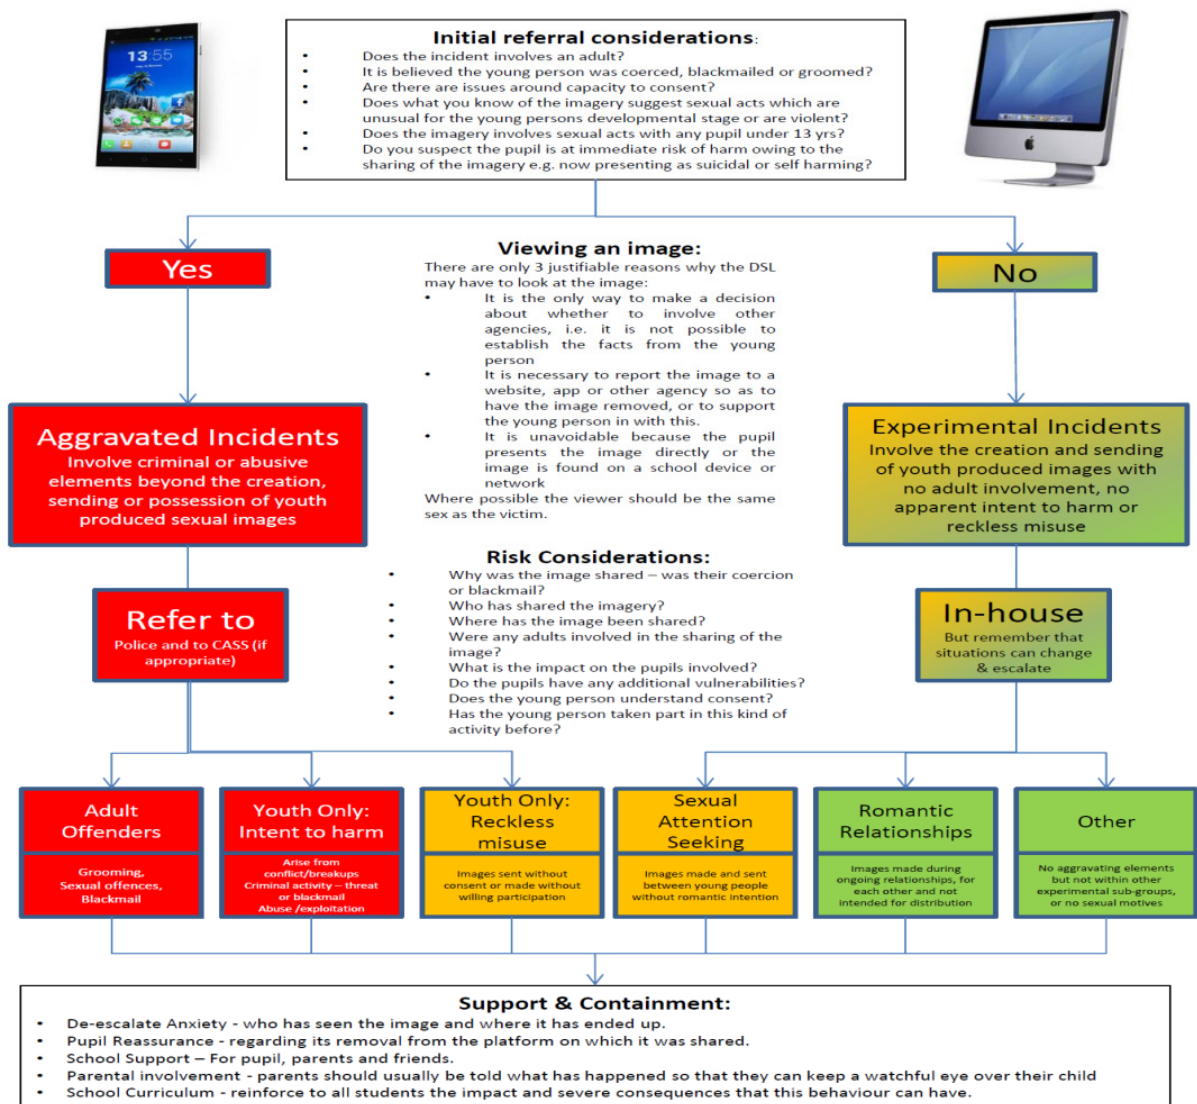 13:55
Initial referral considerations:
• Does the incident involves an adult?
• It is believed the young person was coerced, blackmailed or groomed?
• Are there are issues around capacity to consent?
• Does what you know of the imagery suggest sexual acts which are
unusual for the young persons developmental stage or are violent?
• Does the imagery involves sexual acts with any pupil under 13 yrs?
• Do you suspect the pupil is at immediate risk of harm owing to the
sharing of the imagery e.g. now presenting as suicidal or self harming?
Yes
No
Viewing an image:
There are only 3 justifiable reasons why the DSL
may have to look at the image:
• It is the only way to make a decision
about whether to involve other
agencies, i.e. it is not possible to
establish the facts from the young
person
• It is necessary to report the image to a
website, app or other agency so as to
have the image removed, or to support
the young person in with this.
• It is unavoidable because the pupil
presents the image directly or the
image is found on a school device or
network
Where possible the viewer should be the same
sex as the victim.
Aggravated Incidents
Involve criminal or abusive
elements beyond the creation,
sending or possession of youth
produced sexual images
Experimental Incidents
Involve the creation and sending
of youth produced images with
no adult involvement, no
apparent intent to harm or
reckless misuse
Risk Considerations:
• Why was the image shared – was their coercion
or blackmail?
• Who has shared the imagery?
• Where has the image been shared?
• Were any adults involved in the sharing of the
image?
• What is the impact on the pupils involved?
• Do the pupils have any additional vulnerabilities?
• Does the young person understand consent?
• Has the young person taken part in this kind of
activity before?
Refer to
Police and to CASS (if
appropriate)
In-house
But remember that
situations can change
& escalate
Adult
Offenders
Grooming,
Sexual offences,
Blackmail
Youth Only:
Intent to harm
Arise from
conflict/breakups
Criminal activity – threat
or blackmail
Abuse /exploitation
Youth Only:
Reckless
misuse
Images sent without
consent or made without
willing participation
Sexual
Attention
Seeking
Images made and sent
between young people
without romantic intention
Romantic
Relationships
Images made during
ongoing relationships, for
each other and not
intended for distribution
Other
No aggravating elements
but not within other
experimental sub-groups,
or no sexual motives
Support & Containment:
• De-escalate Anxiety - who has seen the image and where it has ended up.
• Pupil Reassurance - regarding its removal from the platform on which it was shared.
• School Support – For pupil, parents and friends.
• Parental involvement - parents should usually be told what has happened so that they can keep a watchful eye over their child
• School Curriculum - reinforce to all students the impact and severe consequences that this behaviour can have.